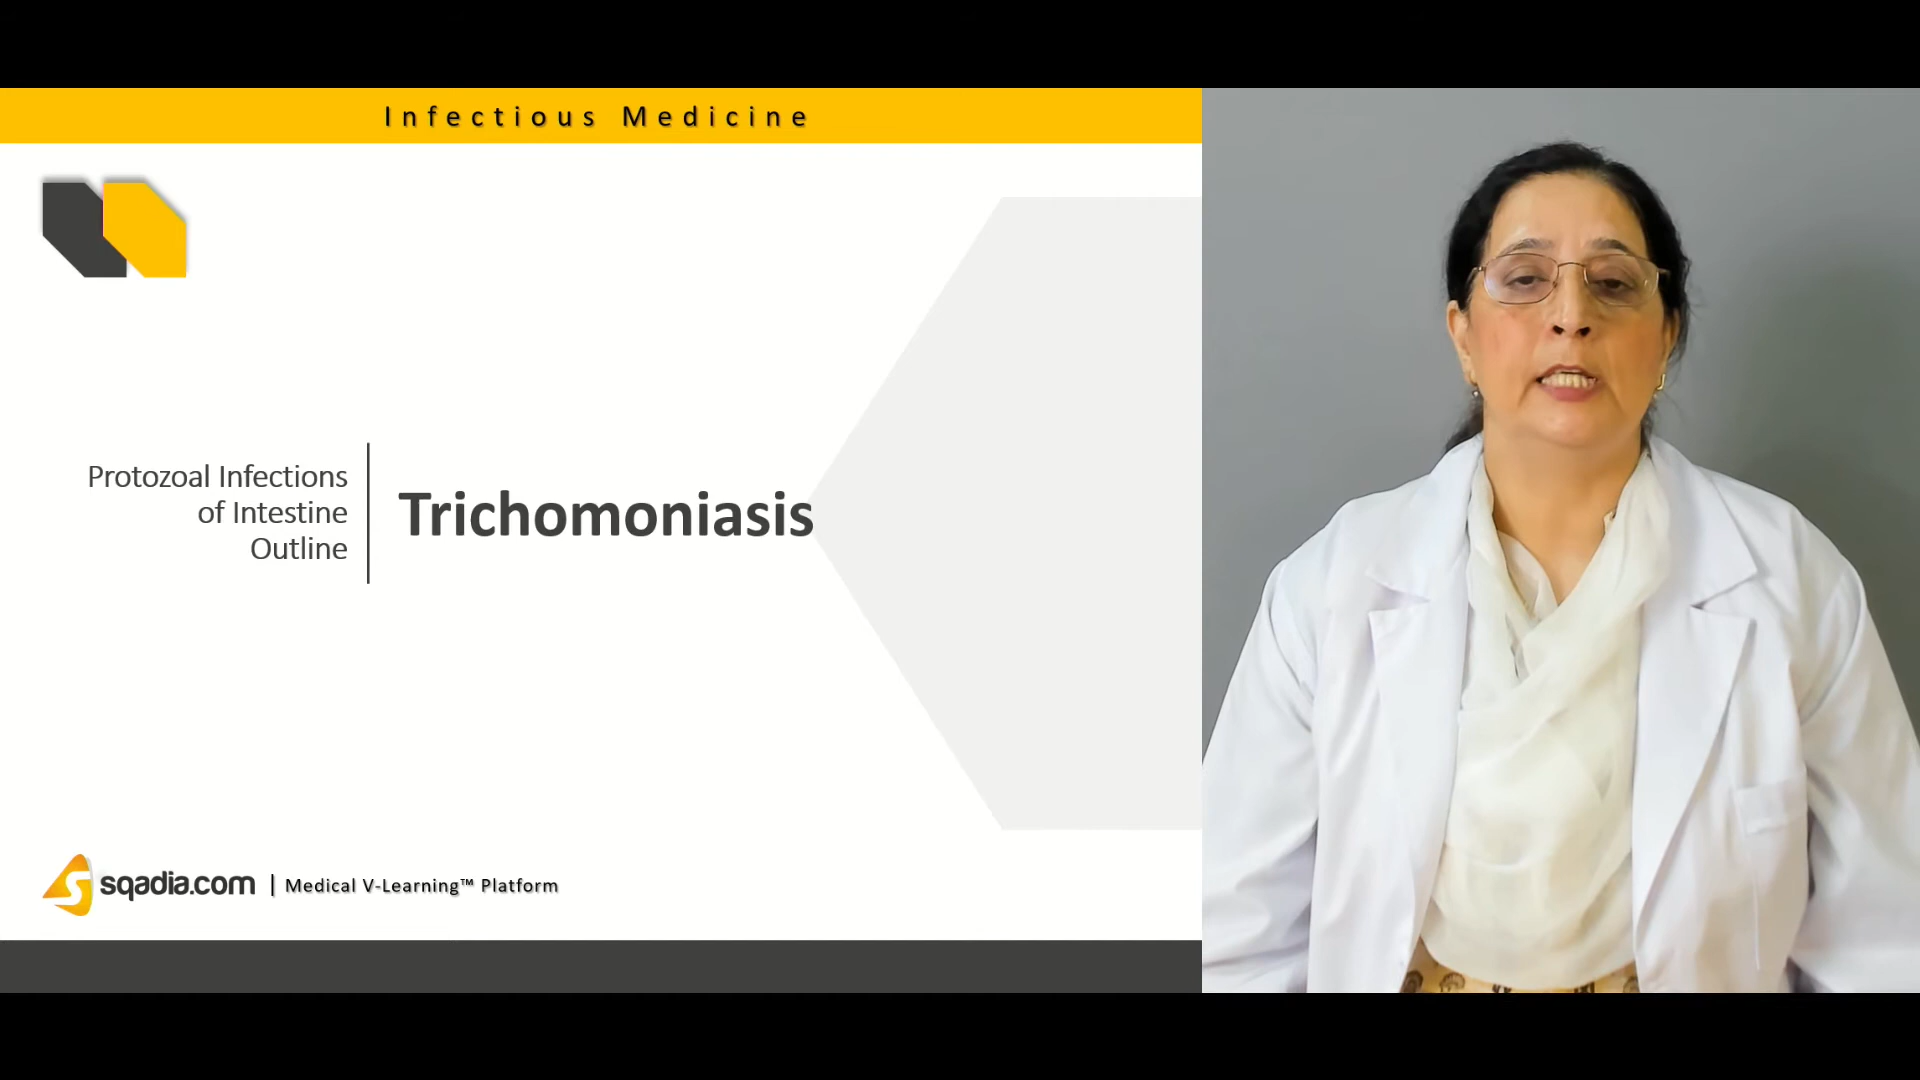 Infectious Medicine
Protozoal Infections
of Intestine
Outline
Trichomoniasis
sqadia.com | Medical V-Learning™ Platform